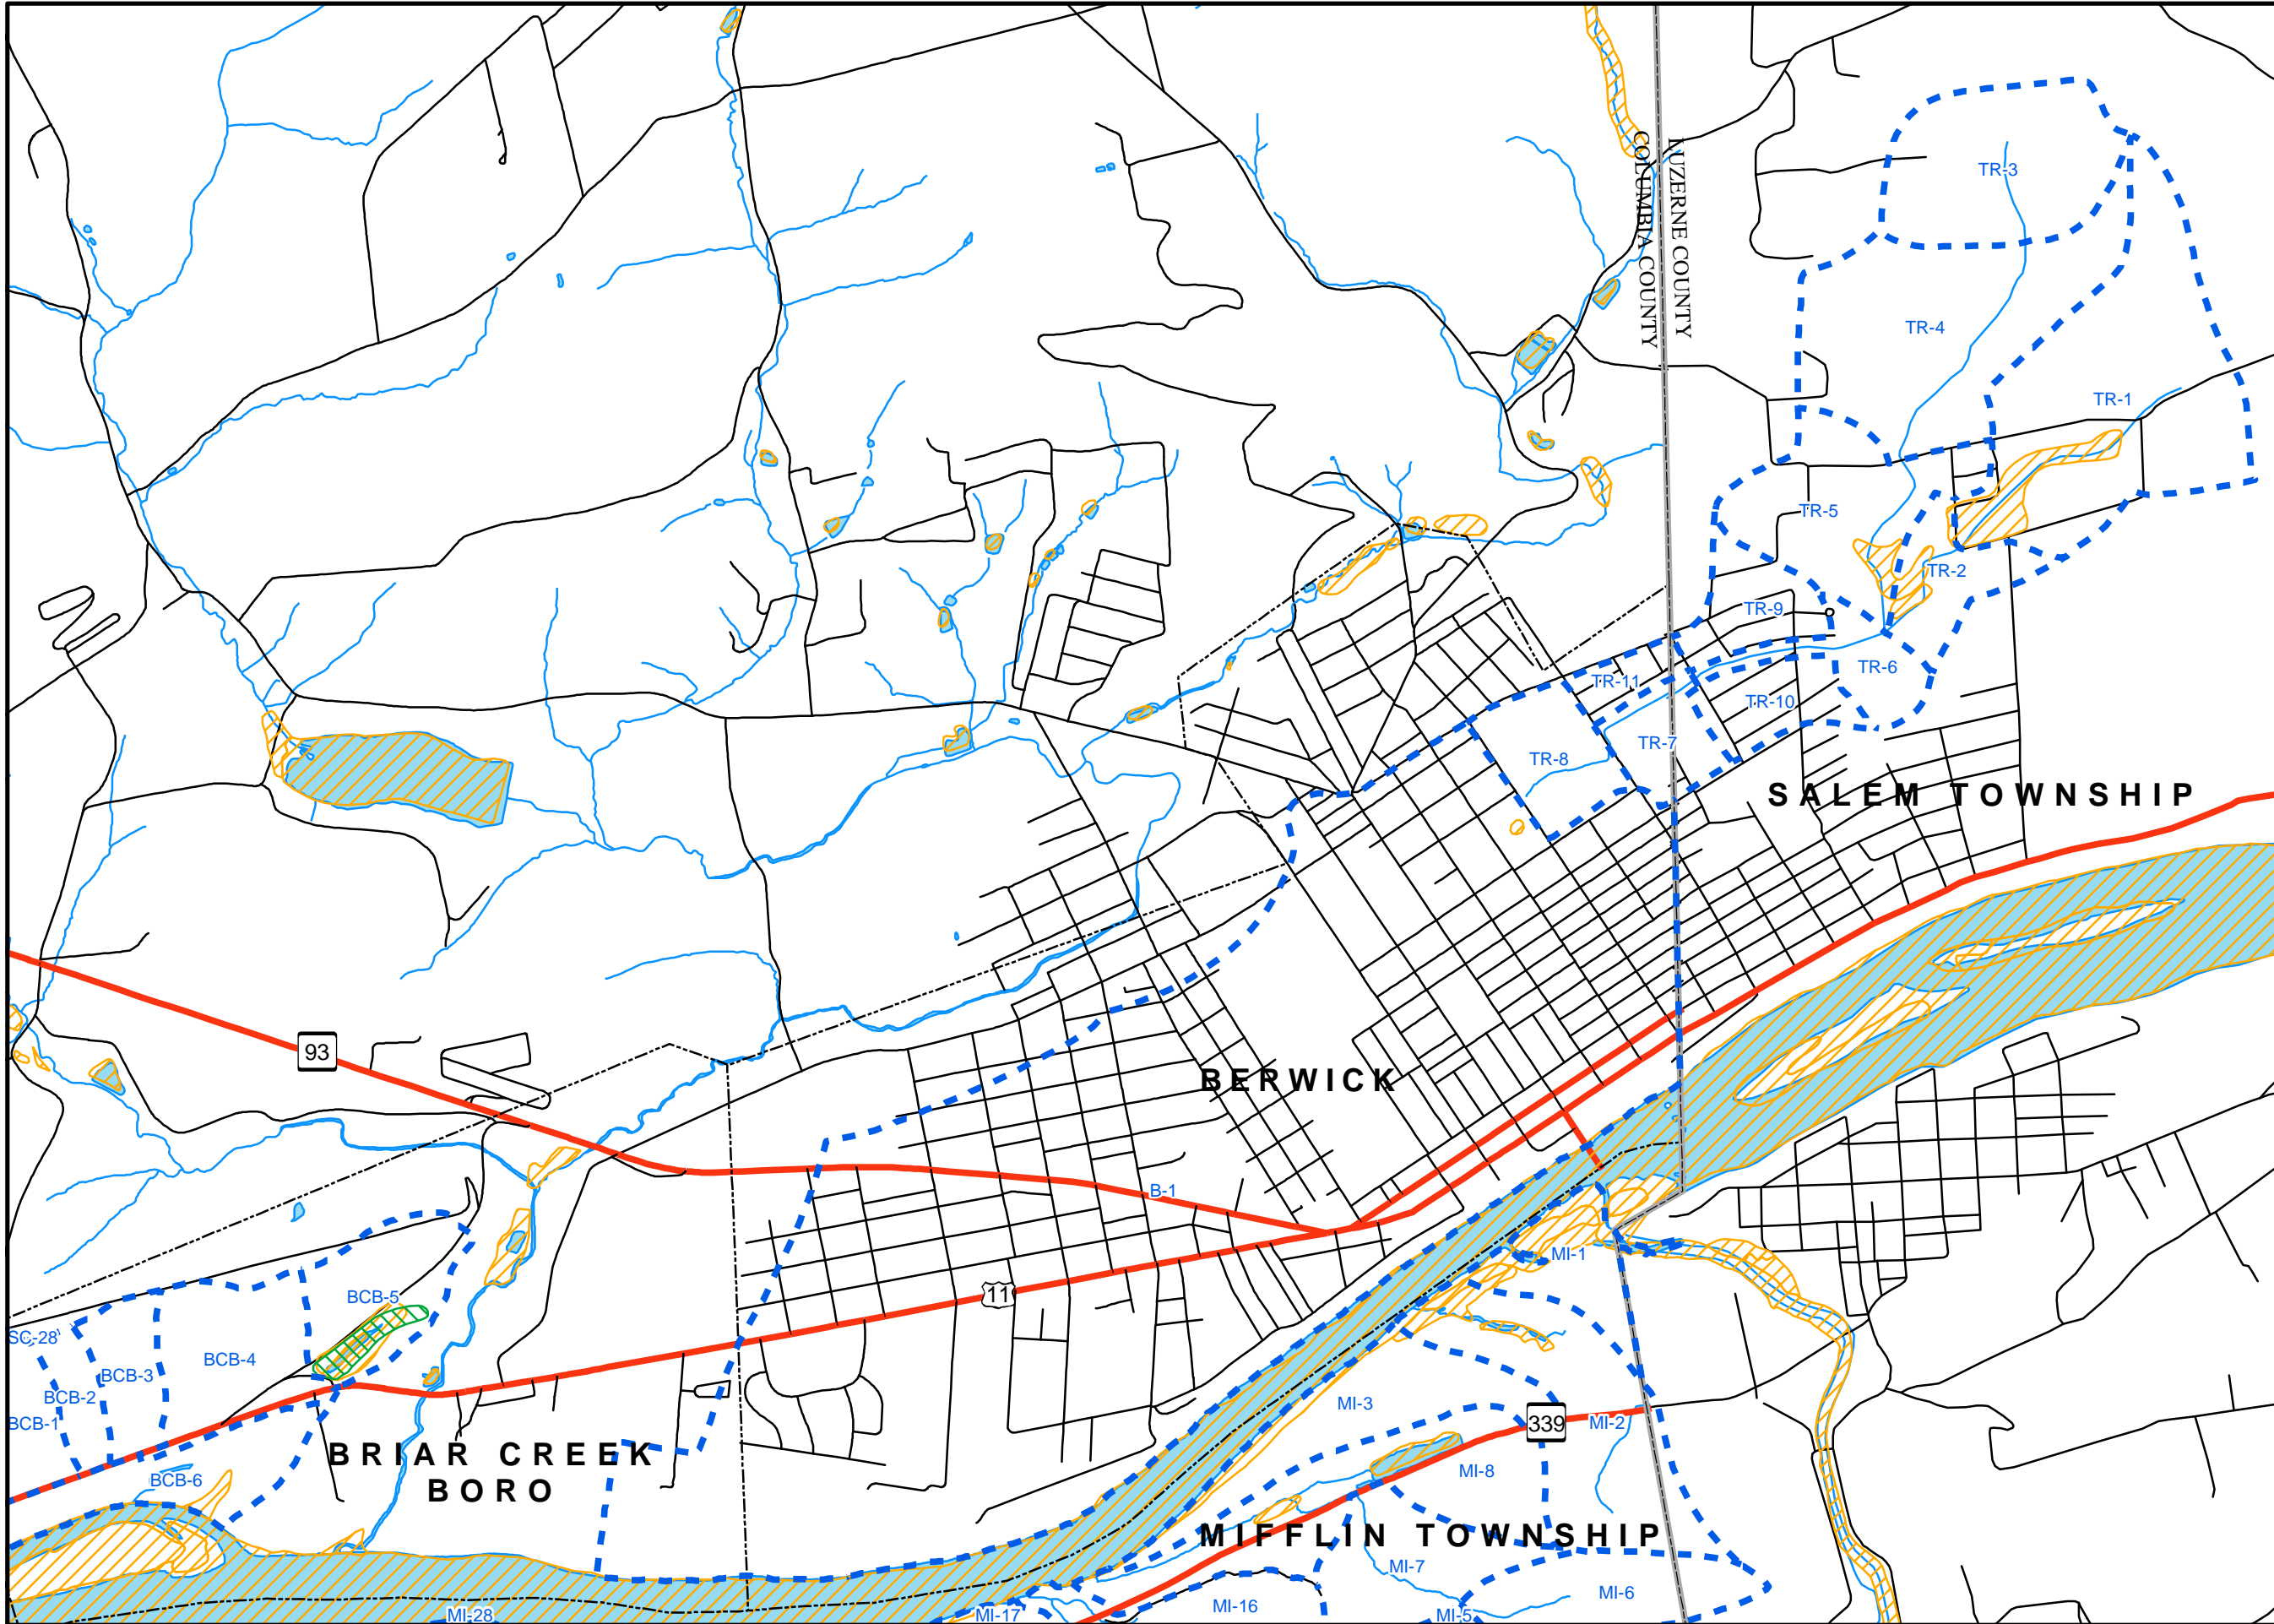 COLUMBIA COUNTY
LUZERNE COUNTY
TR-3
TR-4
TR-1
TR-5
TR-2
TR-9
TR-6
TR-11
TR-10
TR-7
TR-8
SALEM TOWNSHIP
93
BERWICK
B-1
MI-1
11
BCB-5
SC-28
BCB-4
BCB-3
BCB-2
BCB-1
MI-3
339
MI-2
BRIAR CREEK
BORO
BCB-6
MI-8
MIFFLIN TOWNSHIP
MI-7
MI-6
MI-16
MI-28
MI-17
MI-5